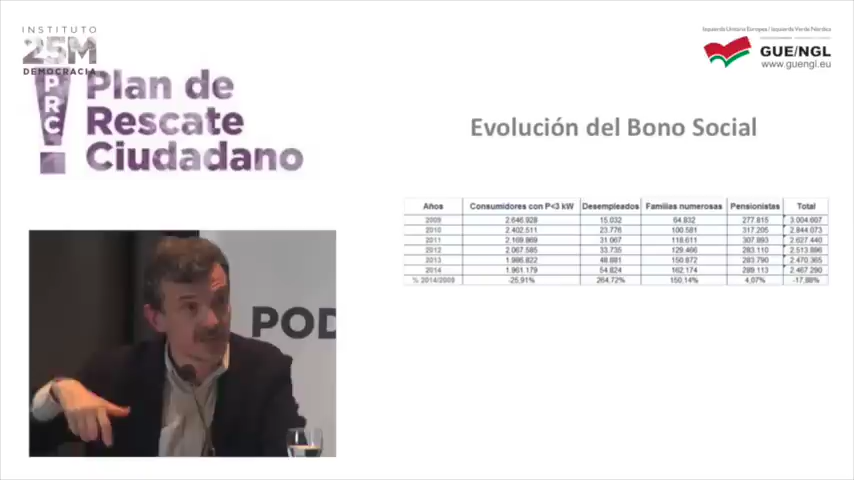 INSTITUTO
25M
DEMOCRACIA
PRC
Plan de
Rescate
Ciudadano
Izquierda Unitaria Europea / Izquierda Verde Nórdica
GUE/NGL
www.guengl.eu
Evolución del Bono Social
Años Consumidores con P<3 kW Desempleados Familias numerosas Pensionistas Total
2009 2.646.928 15.032 64.832 277.815 3.004.607
2010 2.402.511 23.776 100.581 317.205 2.844.073
2011 2.169.869 31.067 118.611 307.893 2.627.440
2012 2.067.585 33.735 129.466 283.110 2.513.896
2013 1.986.822 48.881 150.872 283.790 2.470.365
2014 1.961.179 54.824 162.174 289.113 2.467.290
% 2014/2009 -25,91% 264,72% 150,14% 4,07% -17,88%
POD